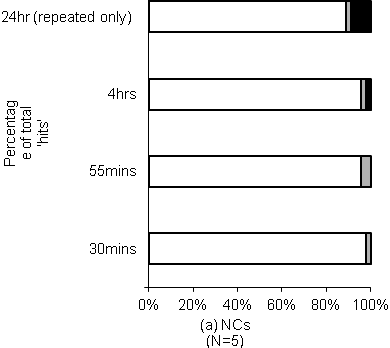 24hr (repeated only)
4hrs
55mins
30mins
Percentag
e of total
'hits'
0% 20% 40% 60% 80% 100%
(a) NCs
(N=5)